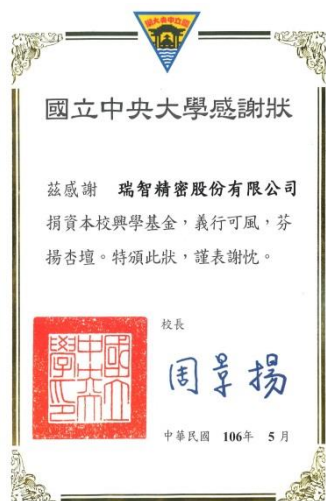 國立中央大學感謝狀
茲感謝 瑞智精密股份有限公司
捐資本校興學基金,義行可風,芬
揚杏壇。特頒此狀,謹表謝忱。
校長
周景揚
國立中央大學印
中華民國 106年 5月